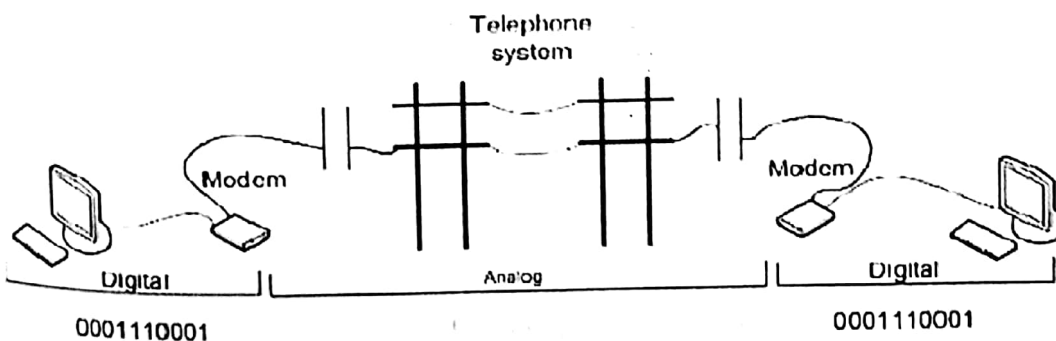 Telephone
system
Modem
Modem
Digital
Analog
Digital
0001110001
0001110001